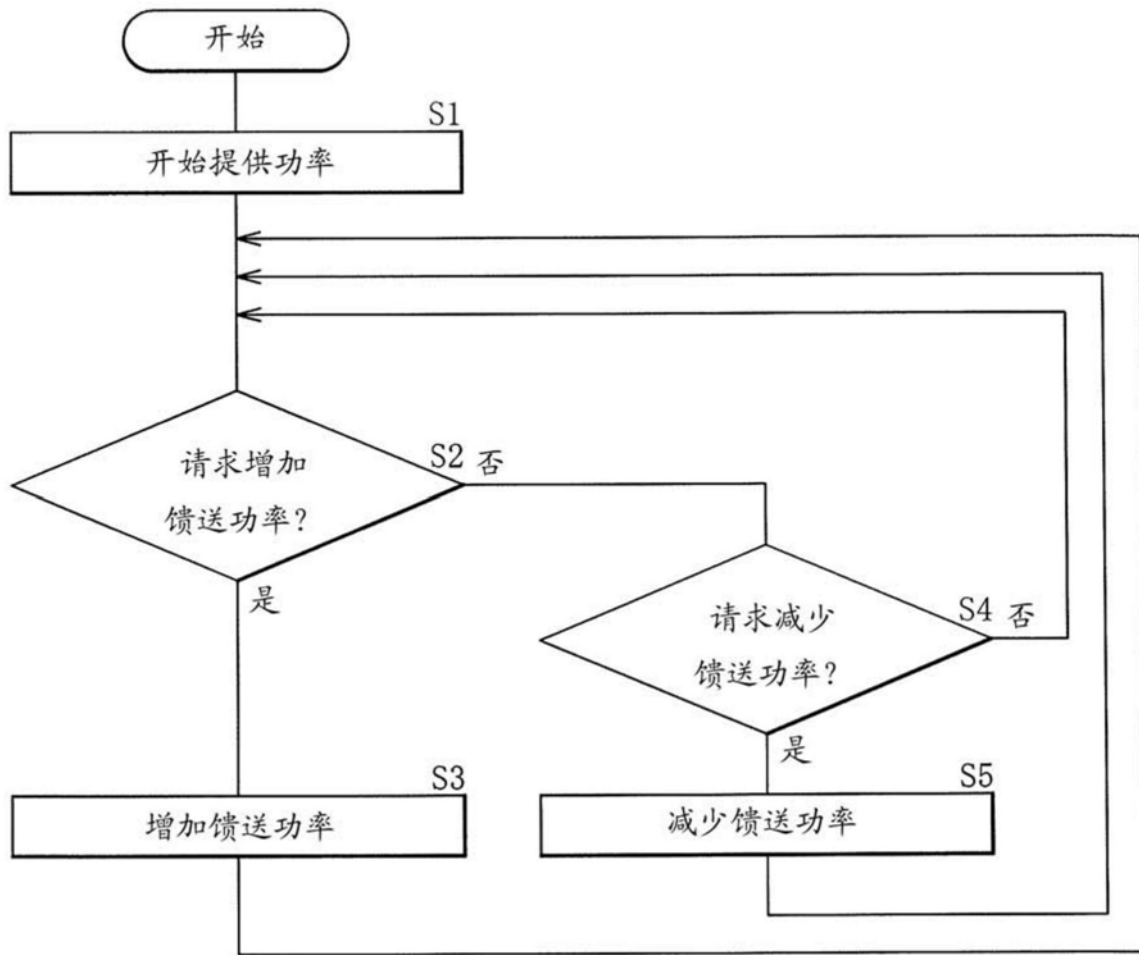 开始
S1
开始提供功率
S2 否
请求增加
馈送功率?
是
S4 否
请求减少
馈送功率?
是
S3
增加馈送功率
S5
减少馈送功率